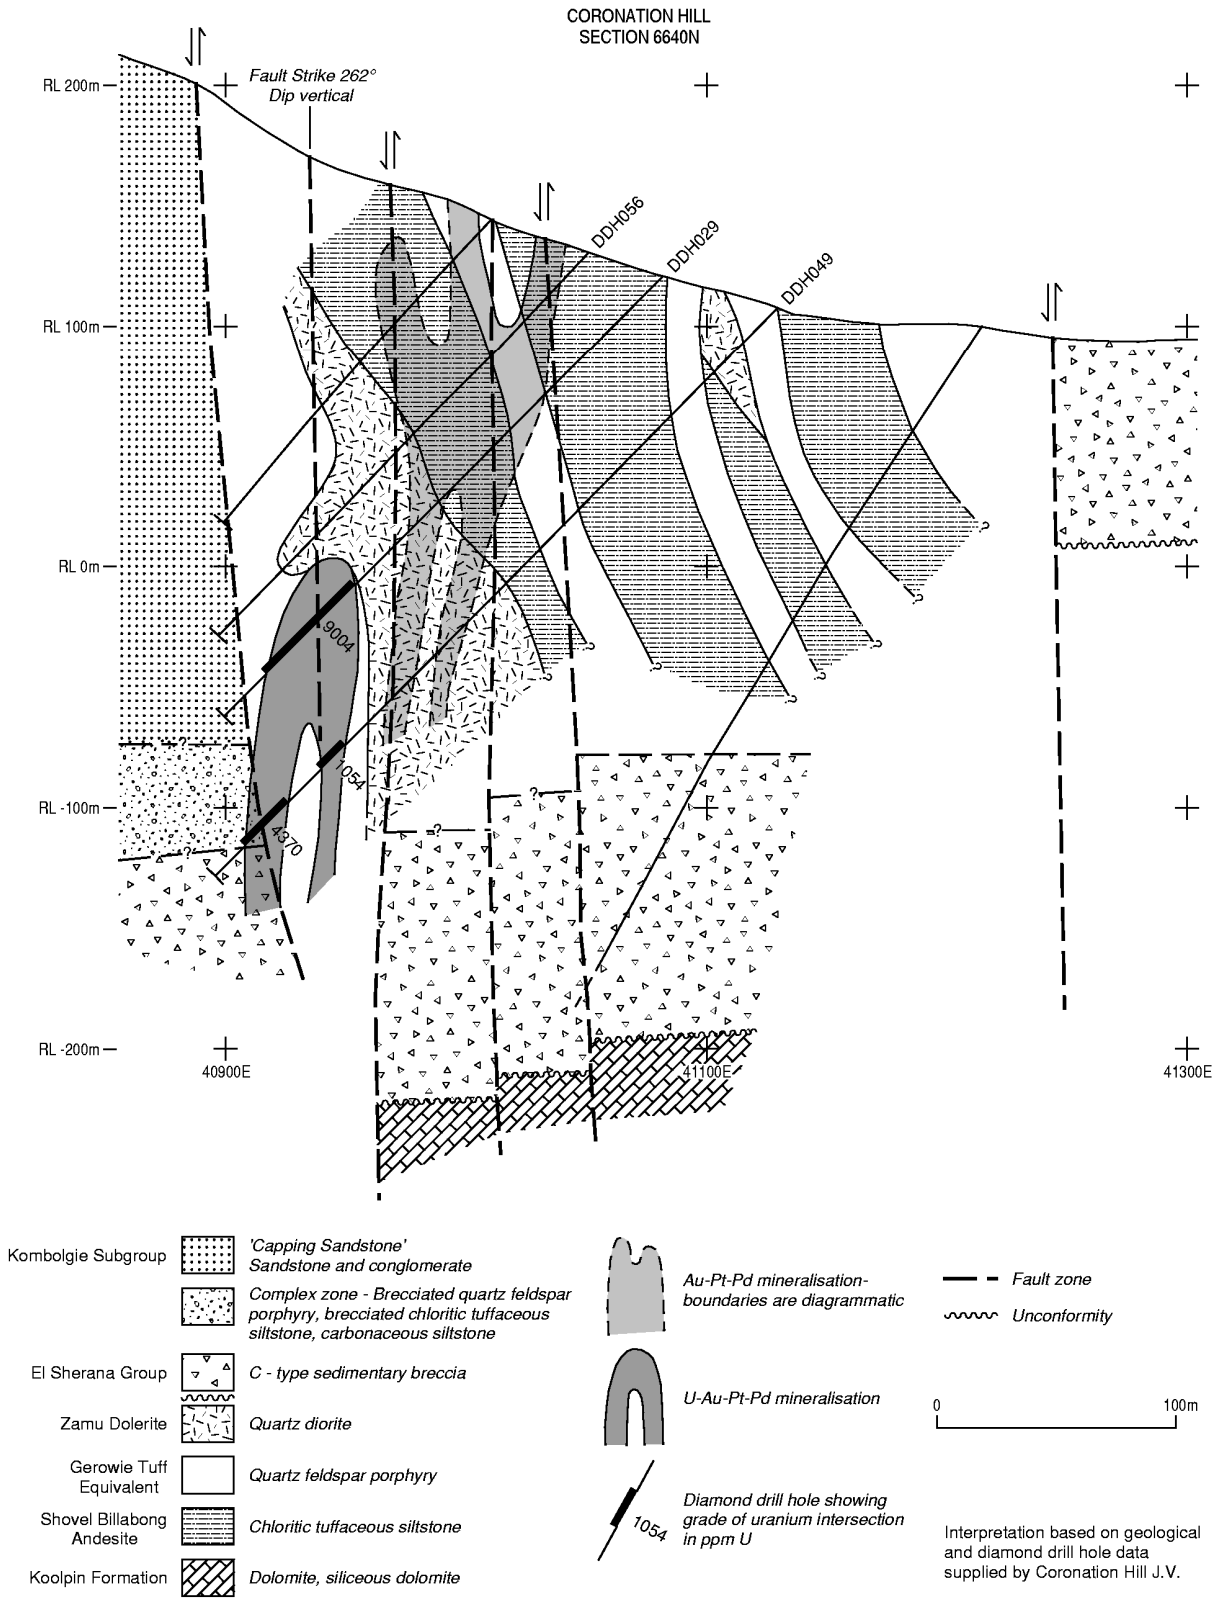 CORONATION HILL
SECTION 6640N
RL 200m
Fault Strike 262°
Dip vertical
DDH056
DDH029
DDH049
RL 100m
?
?
RL 0m
9004
?
?
?
?
?
?
?
1054
?
RL -100m
?
4370
?
RL -200m
40900E
41100E
41300E
Kombolgie Subgroup
'Capping Sandstone'
Sandstone and conglomerate
Complex zone - Brecciated quartz feldspar
porphyry, brecciated chloritic tuffaceous
siltstone, carbonaceous siltstone
El Sherana Group
C - type sedimentary breccia
Zamu Dolerite
Quartz diorite
Gerowie Tuff
Equivalent
Quartz feldspar porphyry
Shovel Billabong
Andesite
Chloritic tuffaceous siltstone
Koolpin Formation
Dolomite, siliceous dolomite
Au-Pt-Pd mineralisation-
boundaries are diagrammatic
U-Au-Pt-Pd mineralisation
1054
Diamond drill hole showing
grade of uranium intersection
in ppm U
Fault zone
Unconformity
0
100m
Interpretation based on geological
and diamond drill hole data
supplied by Coronation Hill J.V.